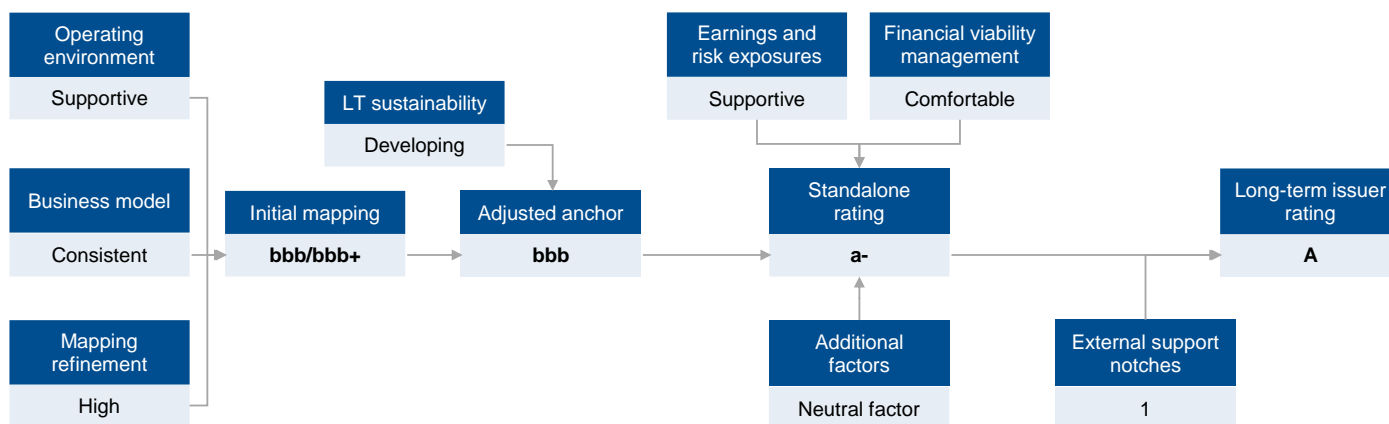 Operating
environment
Supportive
Business model
Consistent
Mapping
refinement
High
Initial mapping
bbb/bbb+
LT sustainability
Developing
Adjusted anchor
bbb
Earnings and
risk exposures
Supportive
Financial viability
management
Comfortable
Standalone
rating
a-
Additional
factors
Neutral factor
External support
notches
1
Long-term issuer
rating
A